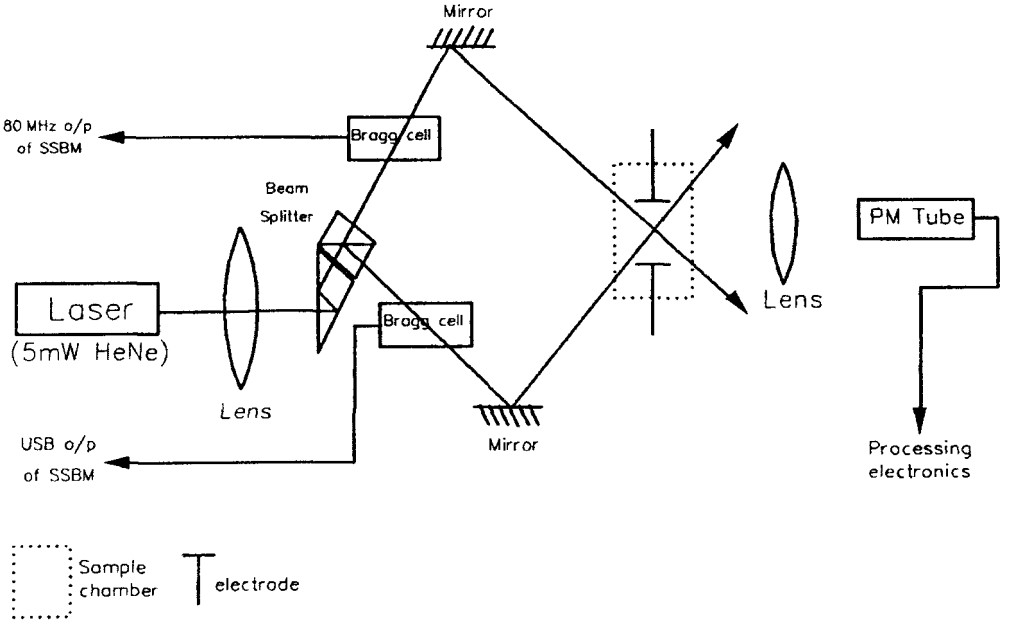 Mirror
80 MHz o/p
of SSBM
Bragg cell
Beam
Splitter
Laser
(5mW HeNe)
Lens
Bragg cell
PM Tube
Lens
USB o/p
of SSBM
Mirror
Processing
electronics
Sample
chamber
electrode